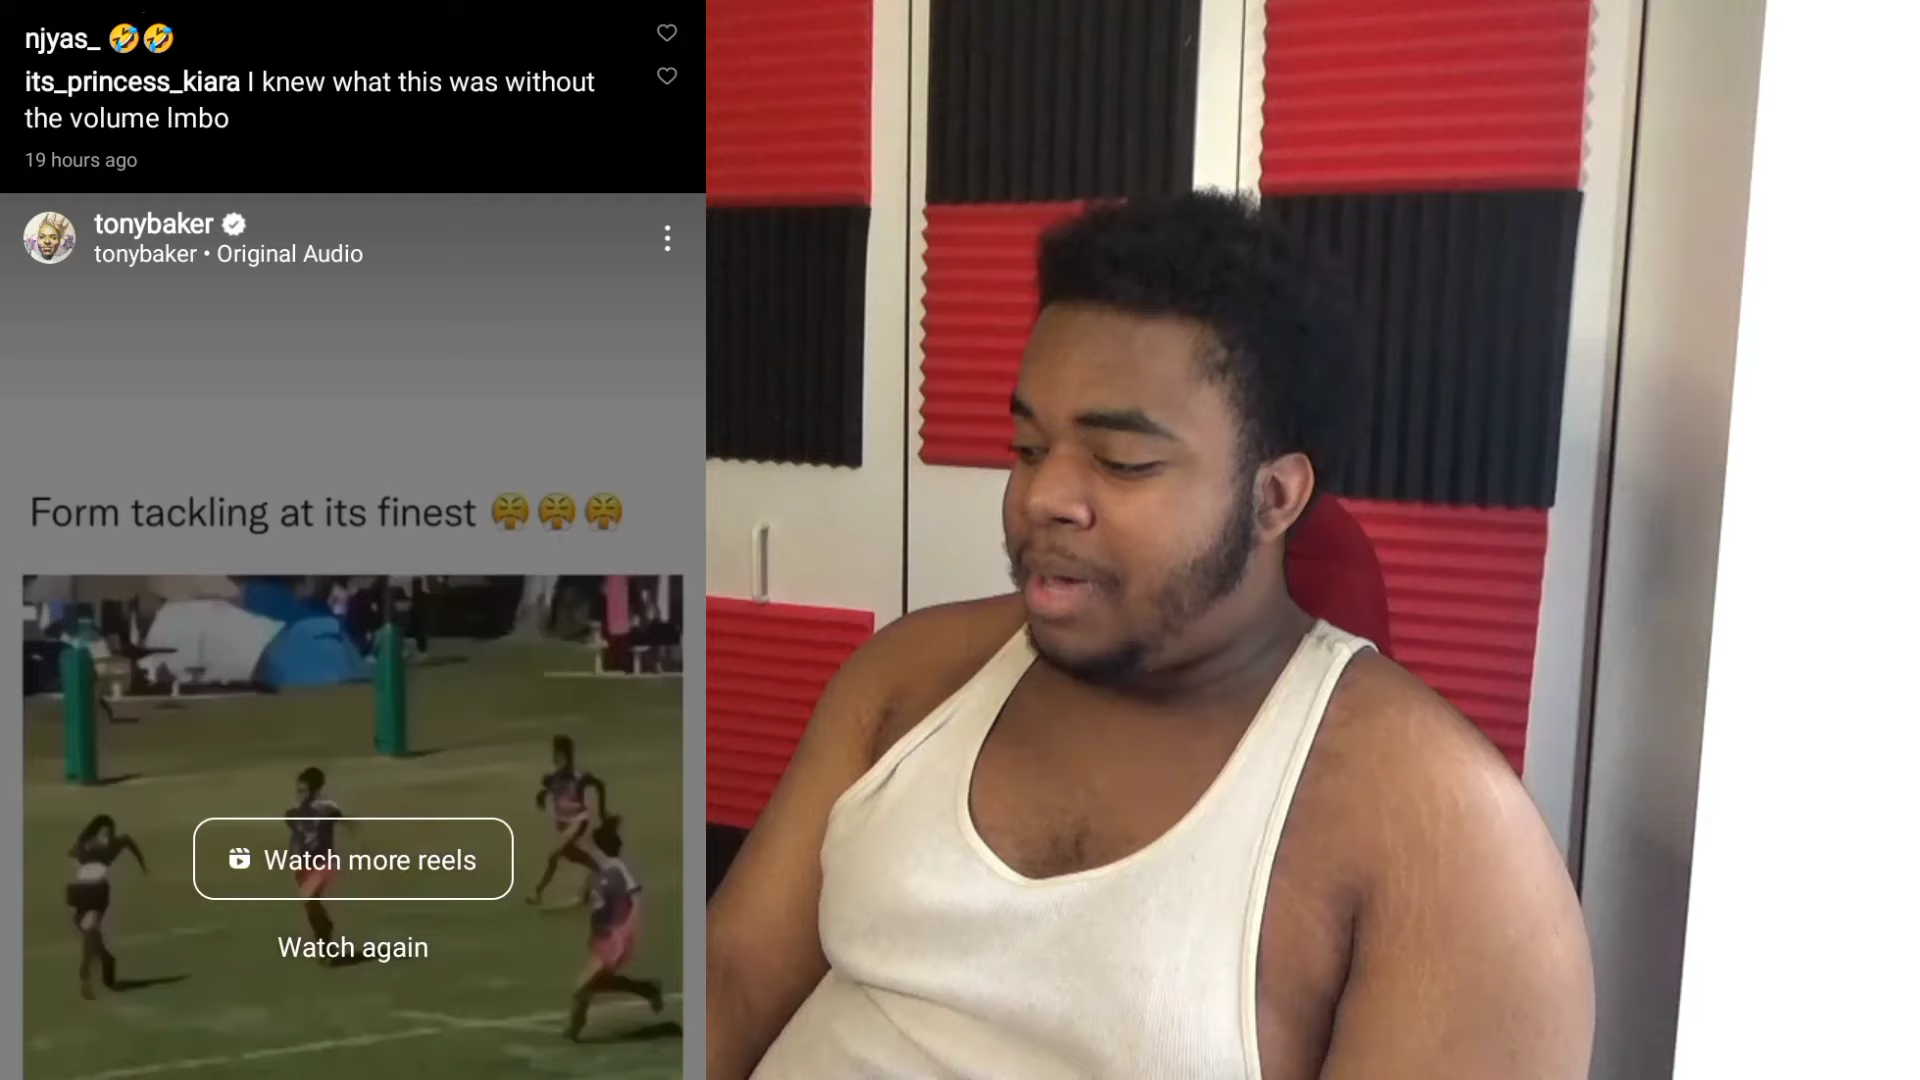 njyas_ 🤣🤣
its_princess_kiara I knew what this was without
the volume lmbo
19 hours ago
tonybaker
tonybaker • Original Audio
Form tackling at its finest 😤😤😤
Watch more reels
Watch again